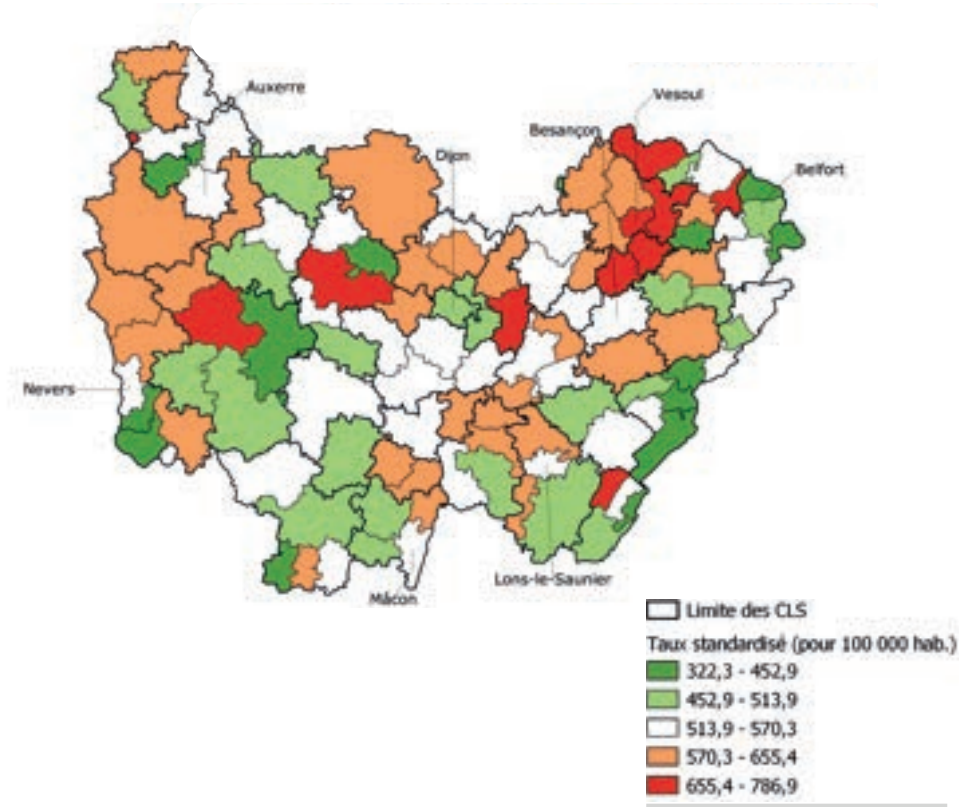 Auxerre
Vesoul
Besançon
Dijon
Belfort
Nevers
Lons-le-Saunier
Mâcon
Limite des CLS
Taux standardisé (pour 100 000 hab.)
322,3 - 452,9
452,9 - 513,9
513,9 - 570,3
570,3 - 655,4
655,4 - 786,9